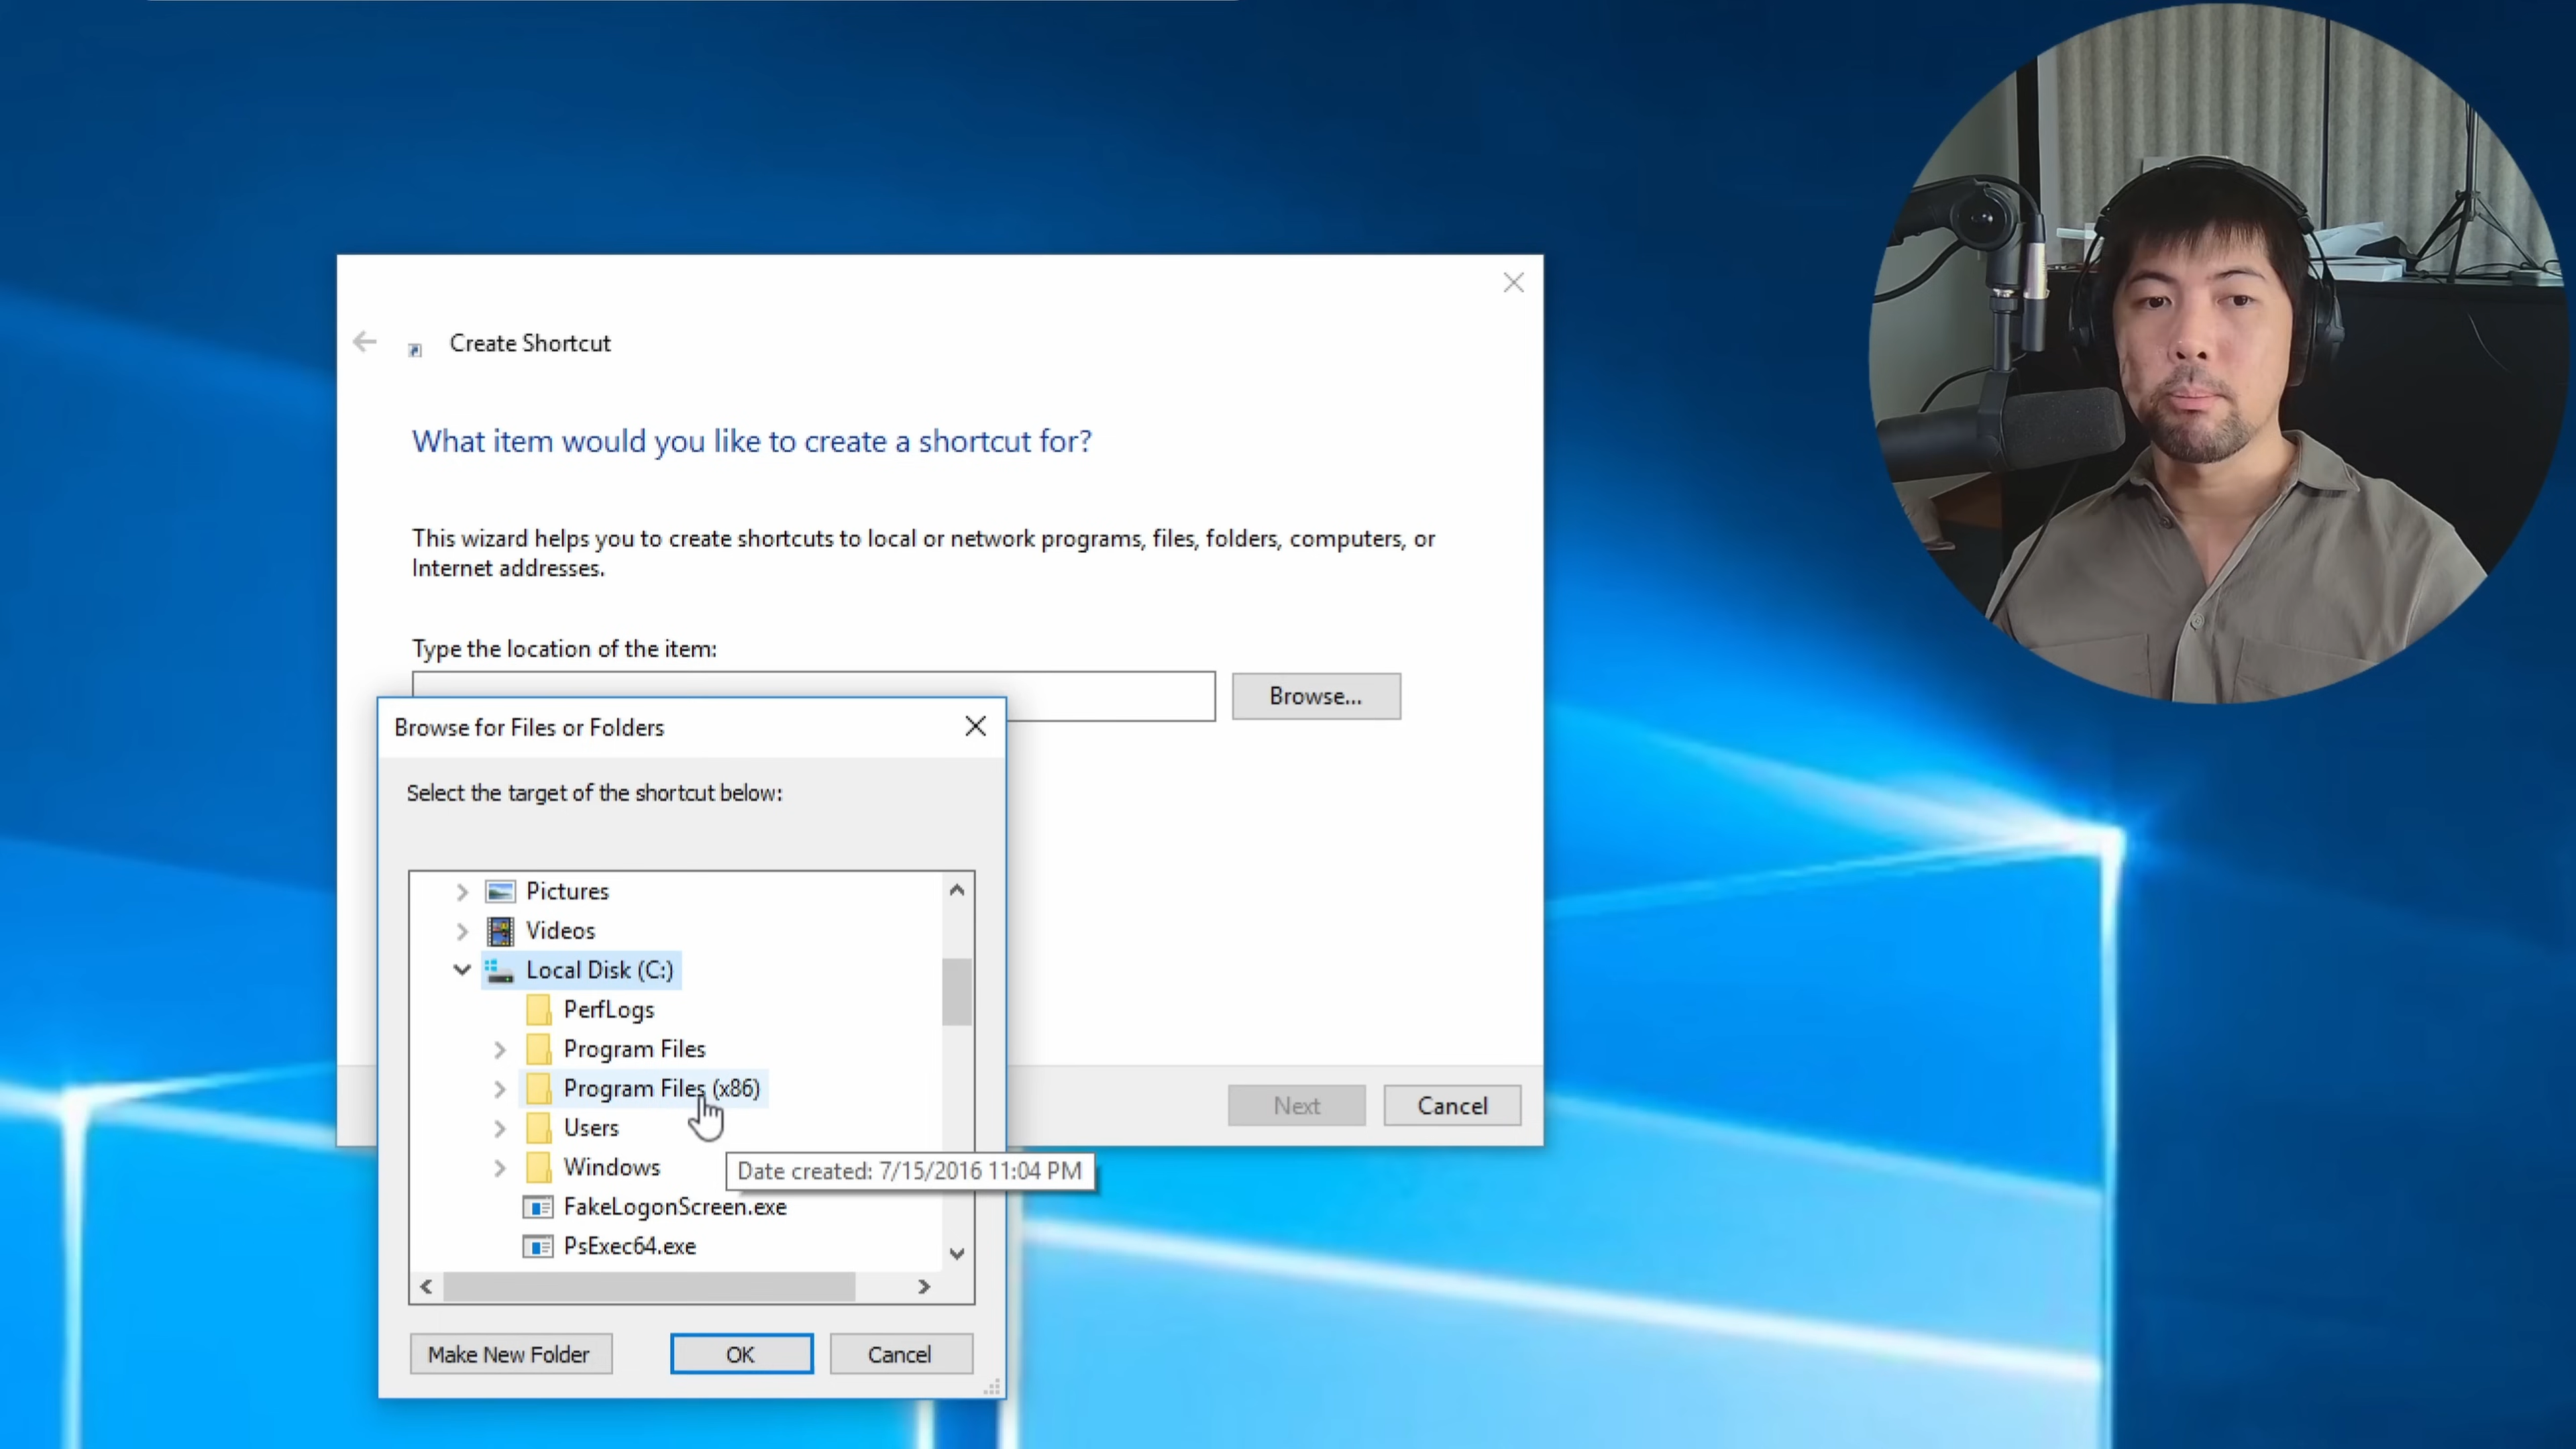 Create Shortcut
What item would you like to create a shortcut for?
This wizard helps you to create shortcuts to local or network programs, files, folders, computers, or
Internet addresses.
Type the location of the item:
Browse...
Browse for Files or Folders
Select the target of the shortcut below:
Pictures
Videos
Local Disk (C:)
PerfLogs
Program Files
Program Files (x86)
Users
Windows
Date created: 7/15/2016 11:04 PM
FakeLogonScreen.exe
PsExec64.exe
Make New Folder
OK
Cancel
Next
Cancel